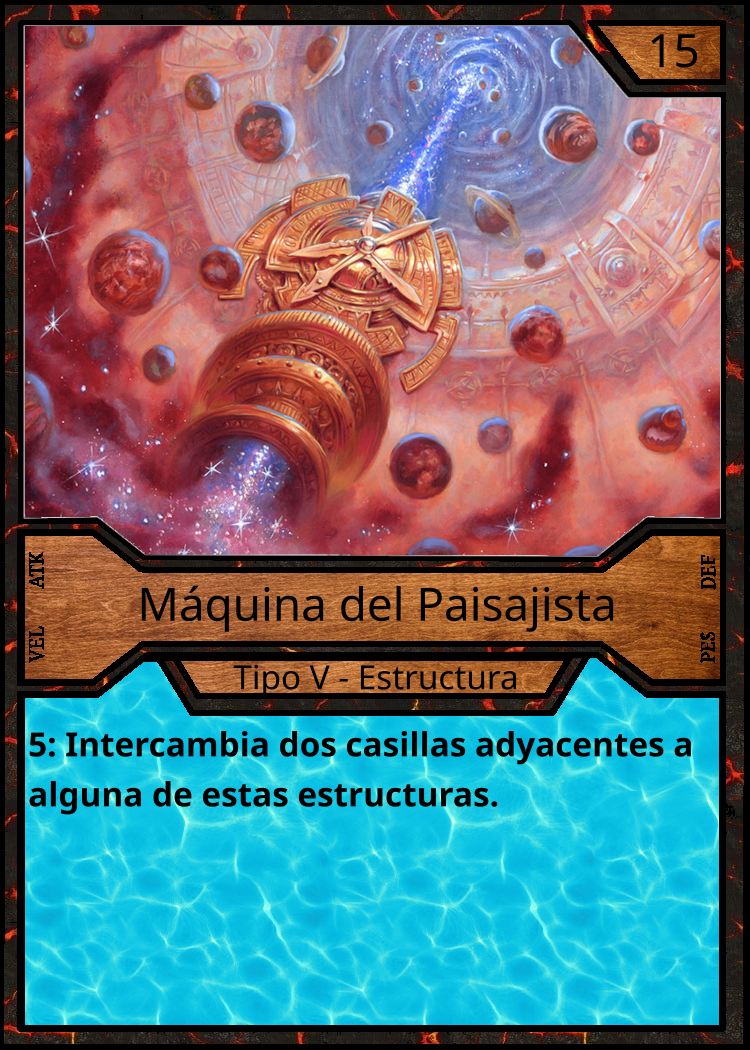 15
ATK
DEF
Máquina del Paisajista
VEL
PES
Tipo V - Estructura
5: Intercambia dos casillas adyacentes a
alguna de estas estructuras.